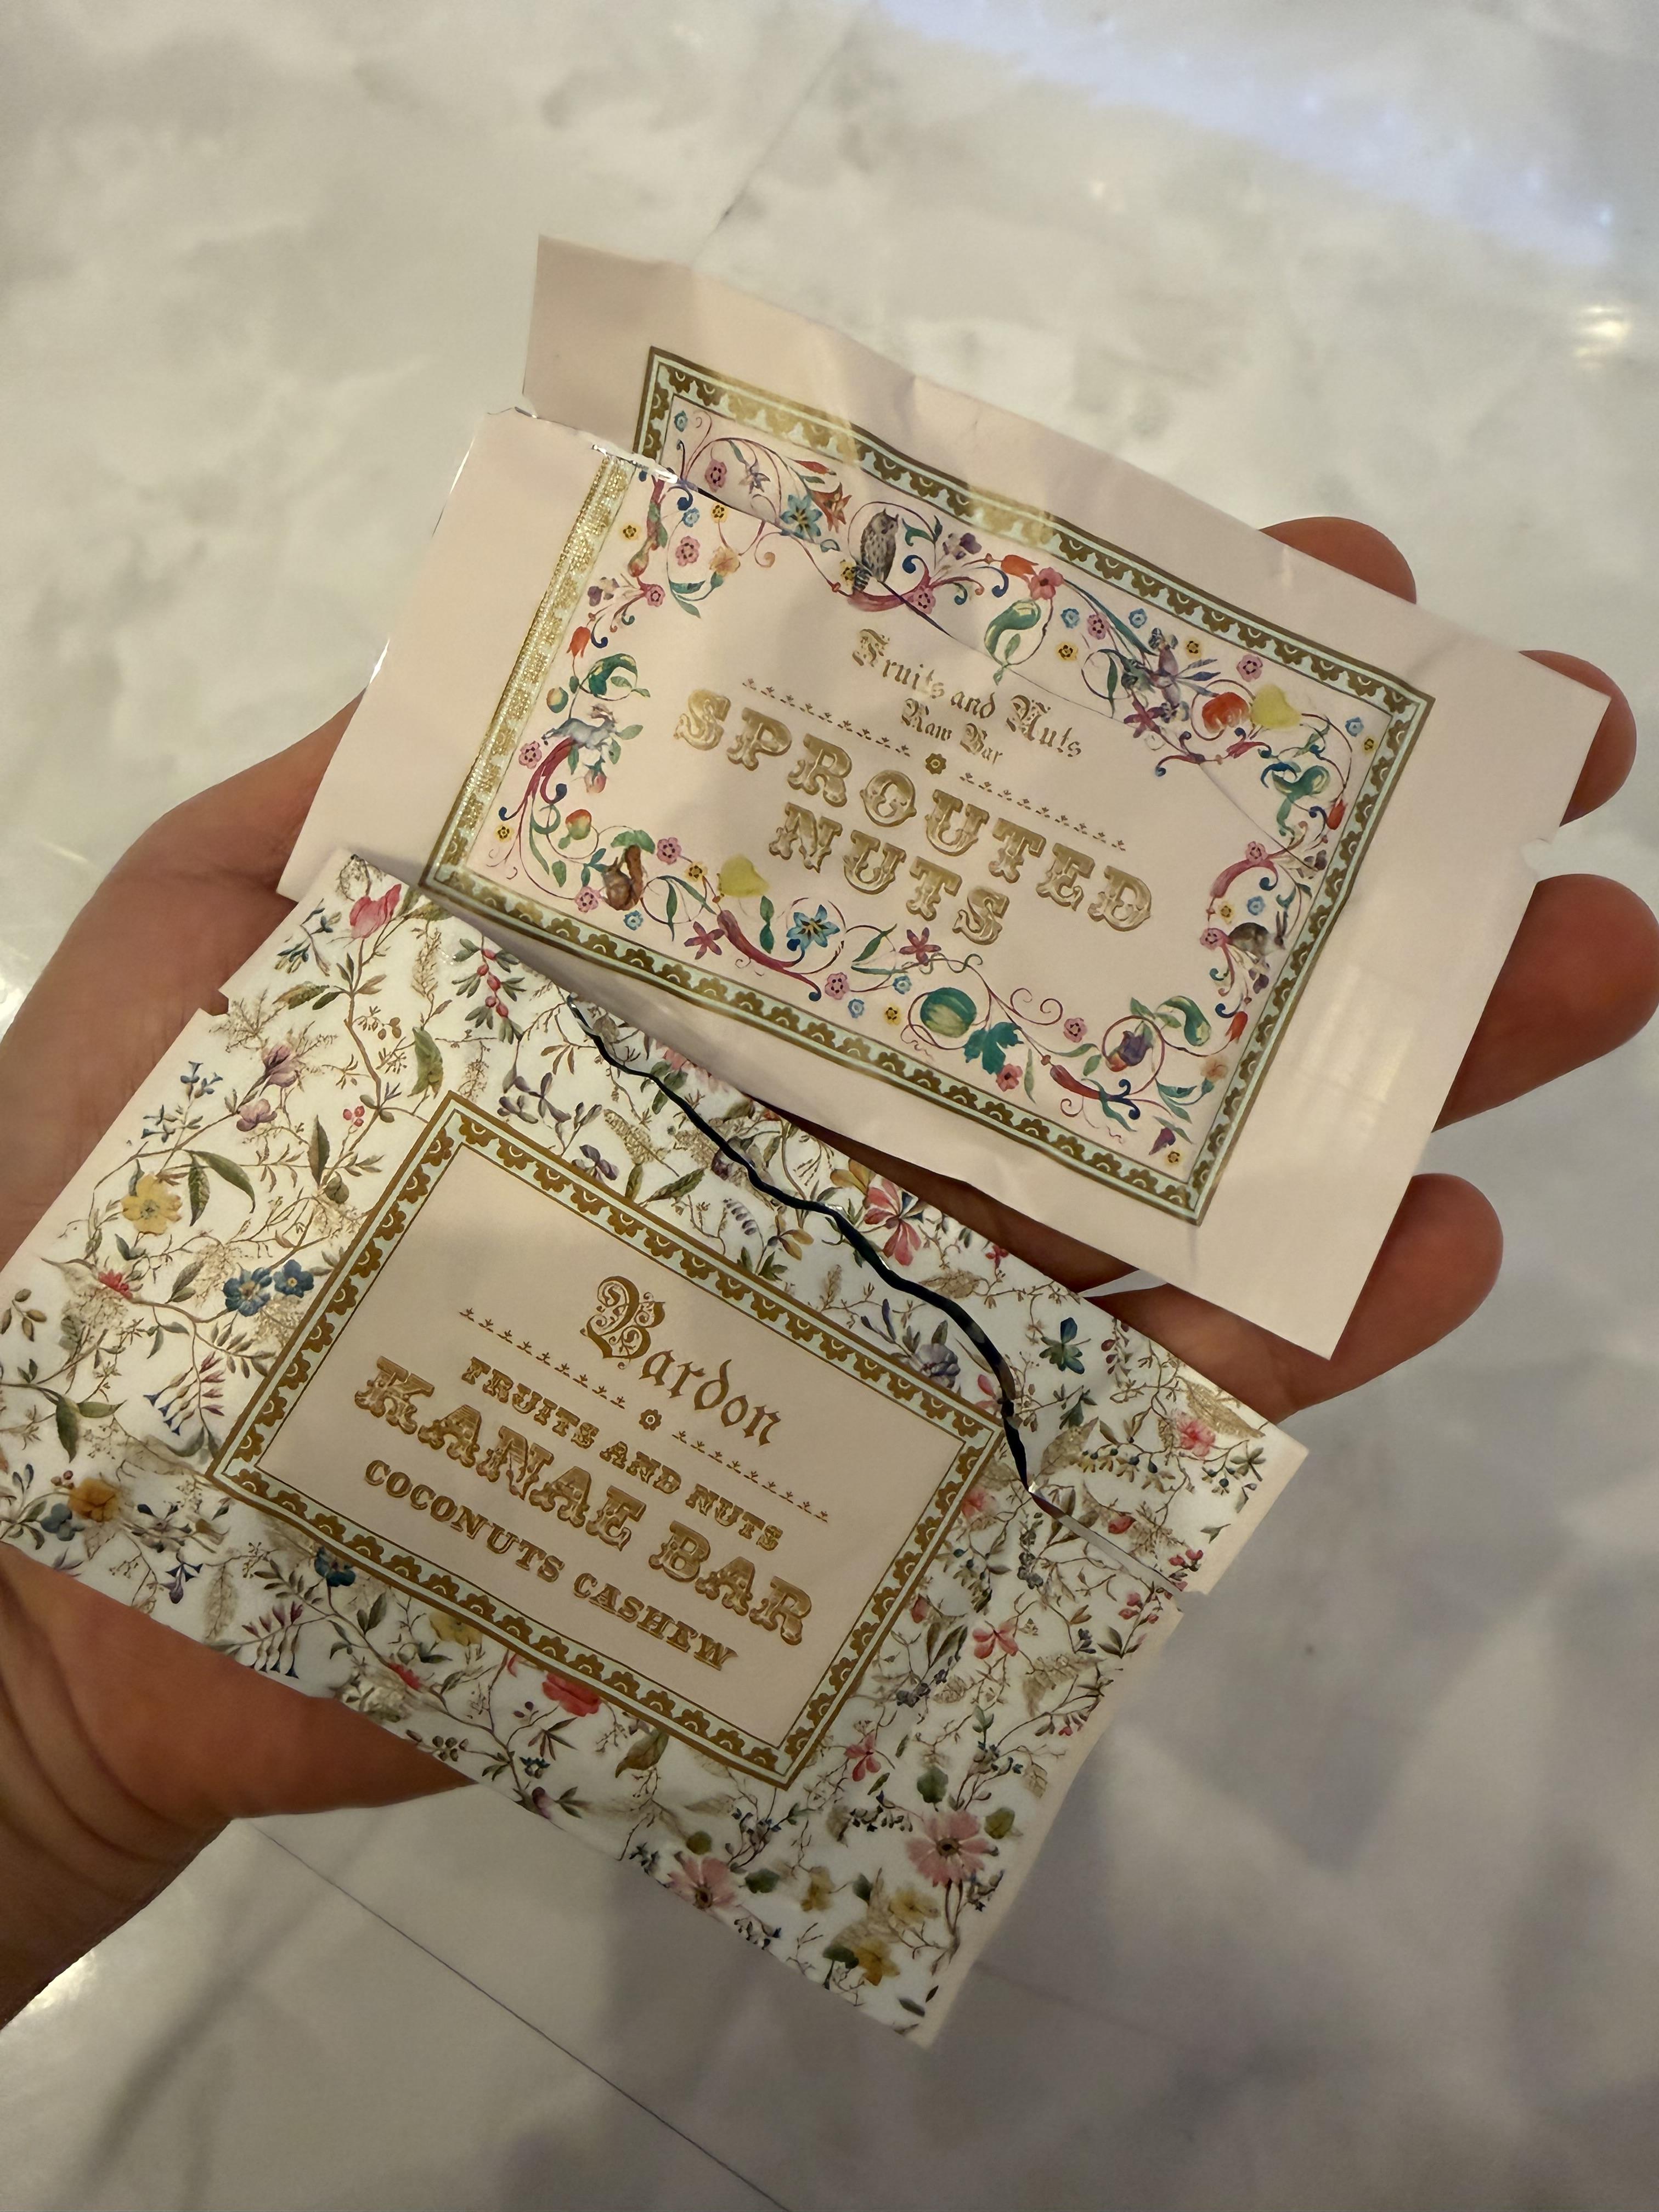 Fruits and Nuts
Raw Bar
SPROUTED
NUTS
Bardon
FRUITS AND NUTS
KANAE BAR
COCONUTS CASHEW